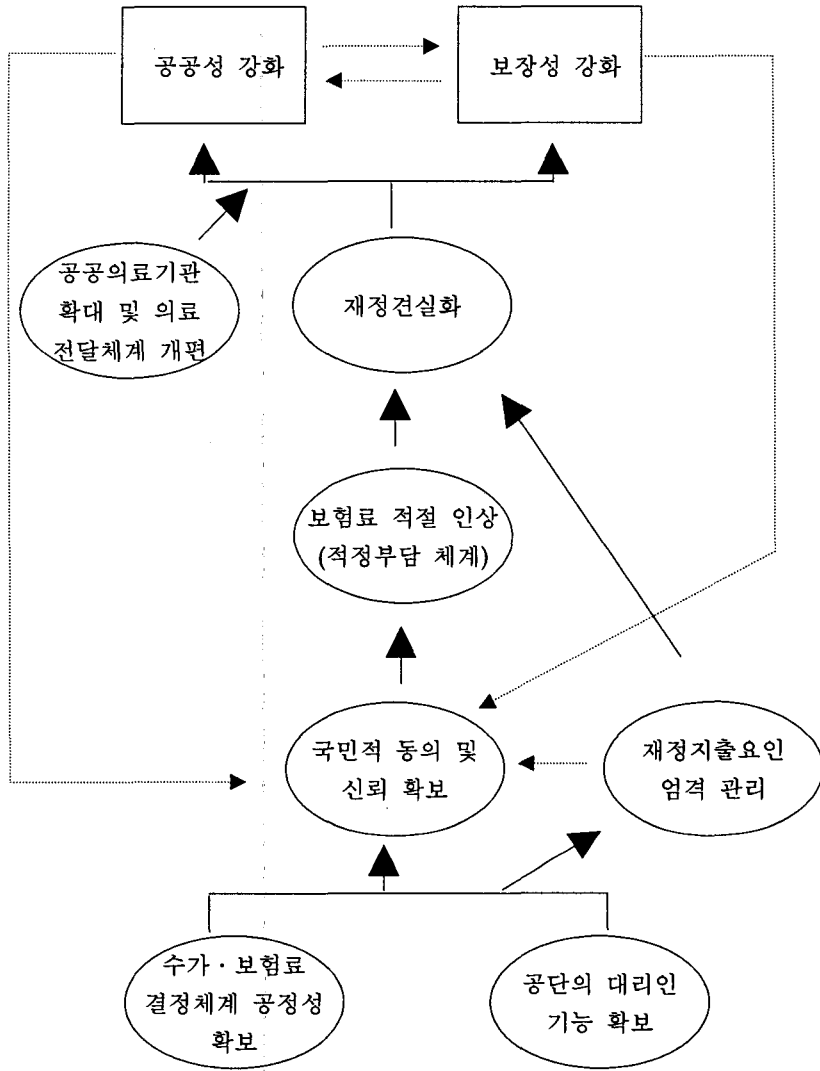 공공성 강화
보장성 강화
공공의료기관
확대 및 의료
전달체계 개편
재정견실화
보험료 적절 인상
(적정부담 체계)
국민적 동의 및
신뢰 확보
재정지출요인
엄격 관리
수가·보험료
결정체계 공정성
확보
공단의 대리인
기능 확보